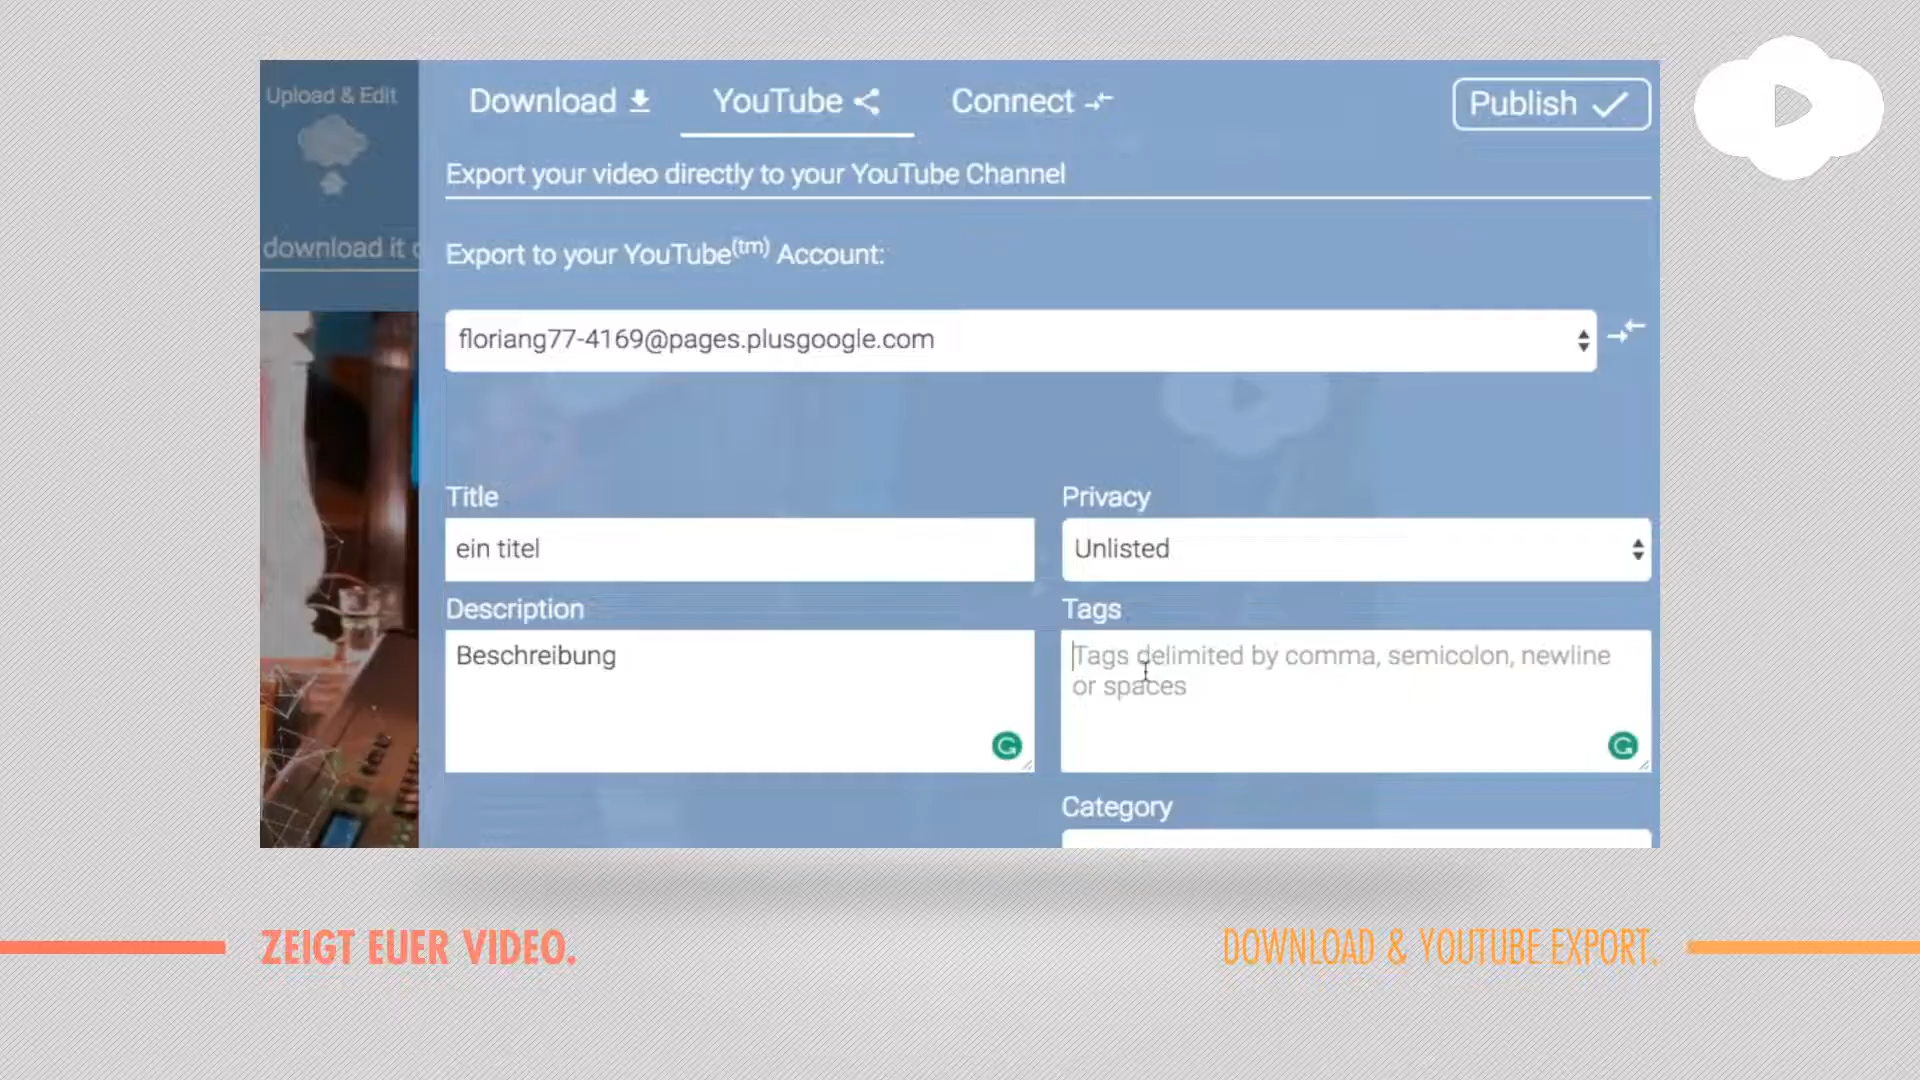 Upload & Edit
Download
YouTube
Connect
Publish
Export your video directly to your YouTube Channel
download it
Export to your YouTube(tm) Account:
floriang77-4169@pages.plusgoogle.com
Title
Privacy
ein titel
Unlisted
Description
Tags
Beschreibung
Tags delimited by comma, semicolon, newline
or spaces
Category
ZEIGT EUER VIDEO.
DOWNLOAD & YOUTUBE EXPORT.